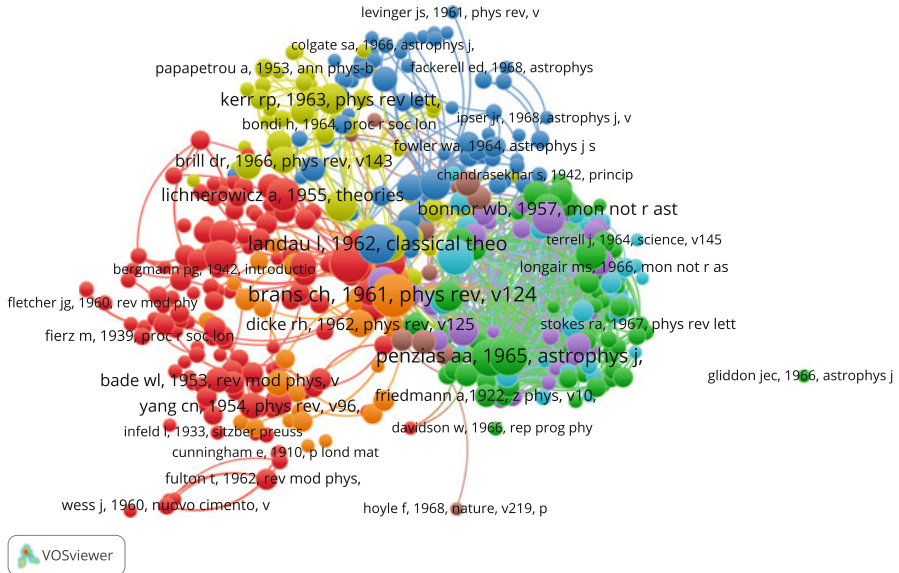 levinger js, 1961, phys rev, v
colgate sa, 1966, astrophys j,
papapetrou a, 1953, ann phys-b
fackerell ed, 1968, astrophys
kerr rp, 1963, phys rev lett,
bondi h, 1964, proc r soc lon
ipser jr, 1968, astrophys j, v
fowler wa, 1964, astrophys j s
brill dr, 1966, phys rev, v143
chandrasekhar s, 1942, princip
lichnerowicz a, 1955, theories
bonnor wb, 1957, mon not r ast
landau l, 1962, classical theo
terrell j, 1964, science, v145
bergmann pg, 1942, introductio
longair ms, 1966, mon not r as
brans ch, 1961, phys rev, v124
fletcher jg, 1960, rev mod phy
dicke rh, 1962, phys rev, v125
stokes ra, 1967, phys rev lett
fierz m, 1939, proc r soc lon
penzias aa, 1965, astrophys j,
gliddon jec, 1966, astrophys j
bade wl, 1953, rev mod phys, v
friedmann a,1922, z phys, v10,
yang cn, 1954, phys rev, v96,
davidson w, 1966, rep prog phy
infeld l, 1933, sitzber preuss
cunningham e, 1910, p lond mat
fulton t, 1962, rev mod phys,
wess j, 1960, nuovo cimento, v
hoyle f, 1968, nature, v219, p
VOSviewer